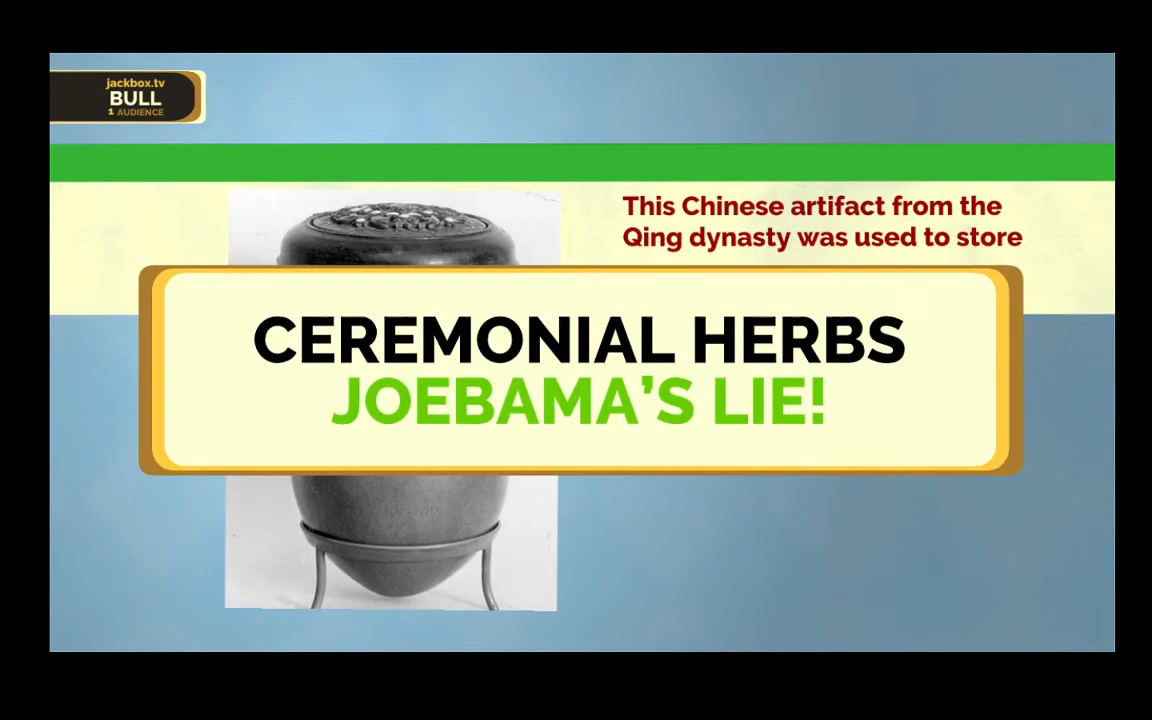 jackbox.tv
BULL
1 AUDIENCE
This Chinese artifact from the
Qing dynasty was used to store
CEREMONIAL HERBS
JOEBAMA'S LIE!